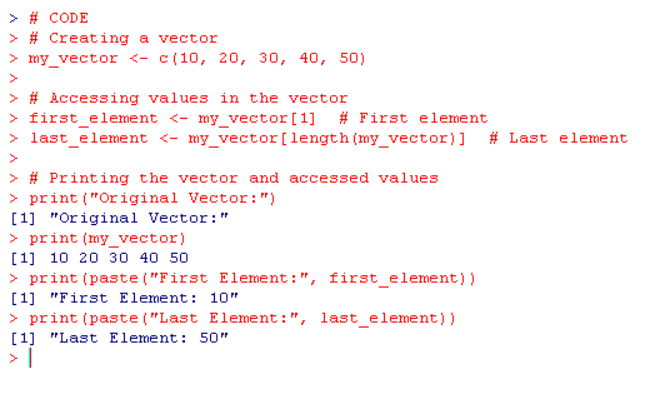 > # CODE
> # Creating a vector
> my_vector <- c(10, 20, 30, 40, 50)
>
> # Accessing values in the vector
> first_element <- my_vector[1]  # First element
> last_element <- my_vector[length(my_vector)]  # Last element
>
> # Printing the vector and accessed values
> print("Original Vector:")
[1] "Original Vector:"
> print(my_vector)
[1] 10 20 30 40 50
> print(paste("First Element:", first_element))
[1] "First Element: 10"
> print(paste("Last Element:", last_element))
[1] "Last Element: 50"
>